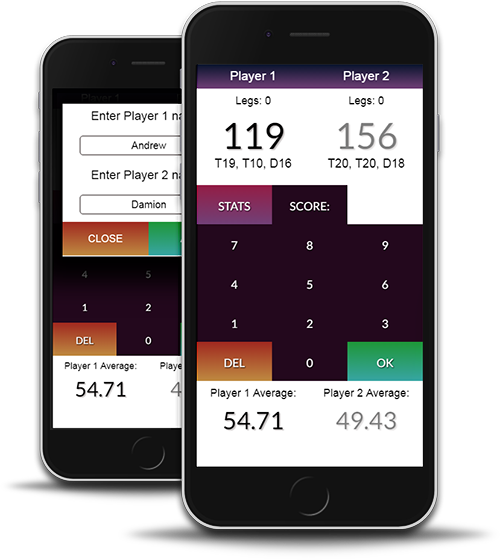 Player 1
Enter Player 1 na
Andrew
Enter Player 2 na
Damion
CLOSE
4 5
1 2
DEL 0
Player 1 Average: Playe
54.71 4
Player 1 Player 2
Legs: 0 Legs: 0
119 156
T19, T10, D16 T20, T20, D18
STATS SCORE:
7 8 9
4 5 6
1 2 3
DEL 0 OK
Player 1 Average: Player 2 Average:
54.71 49.43